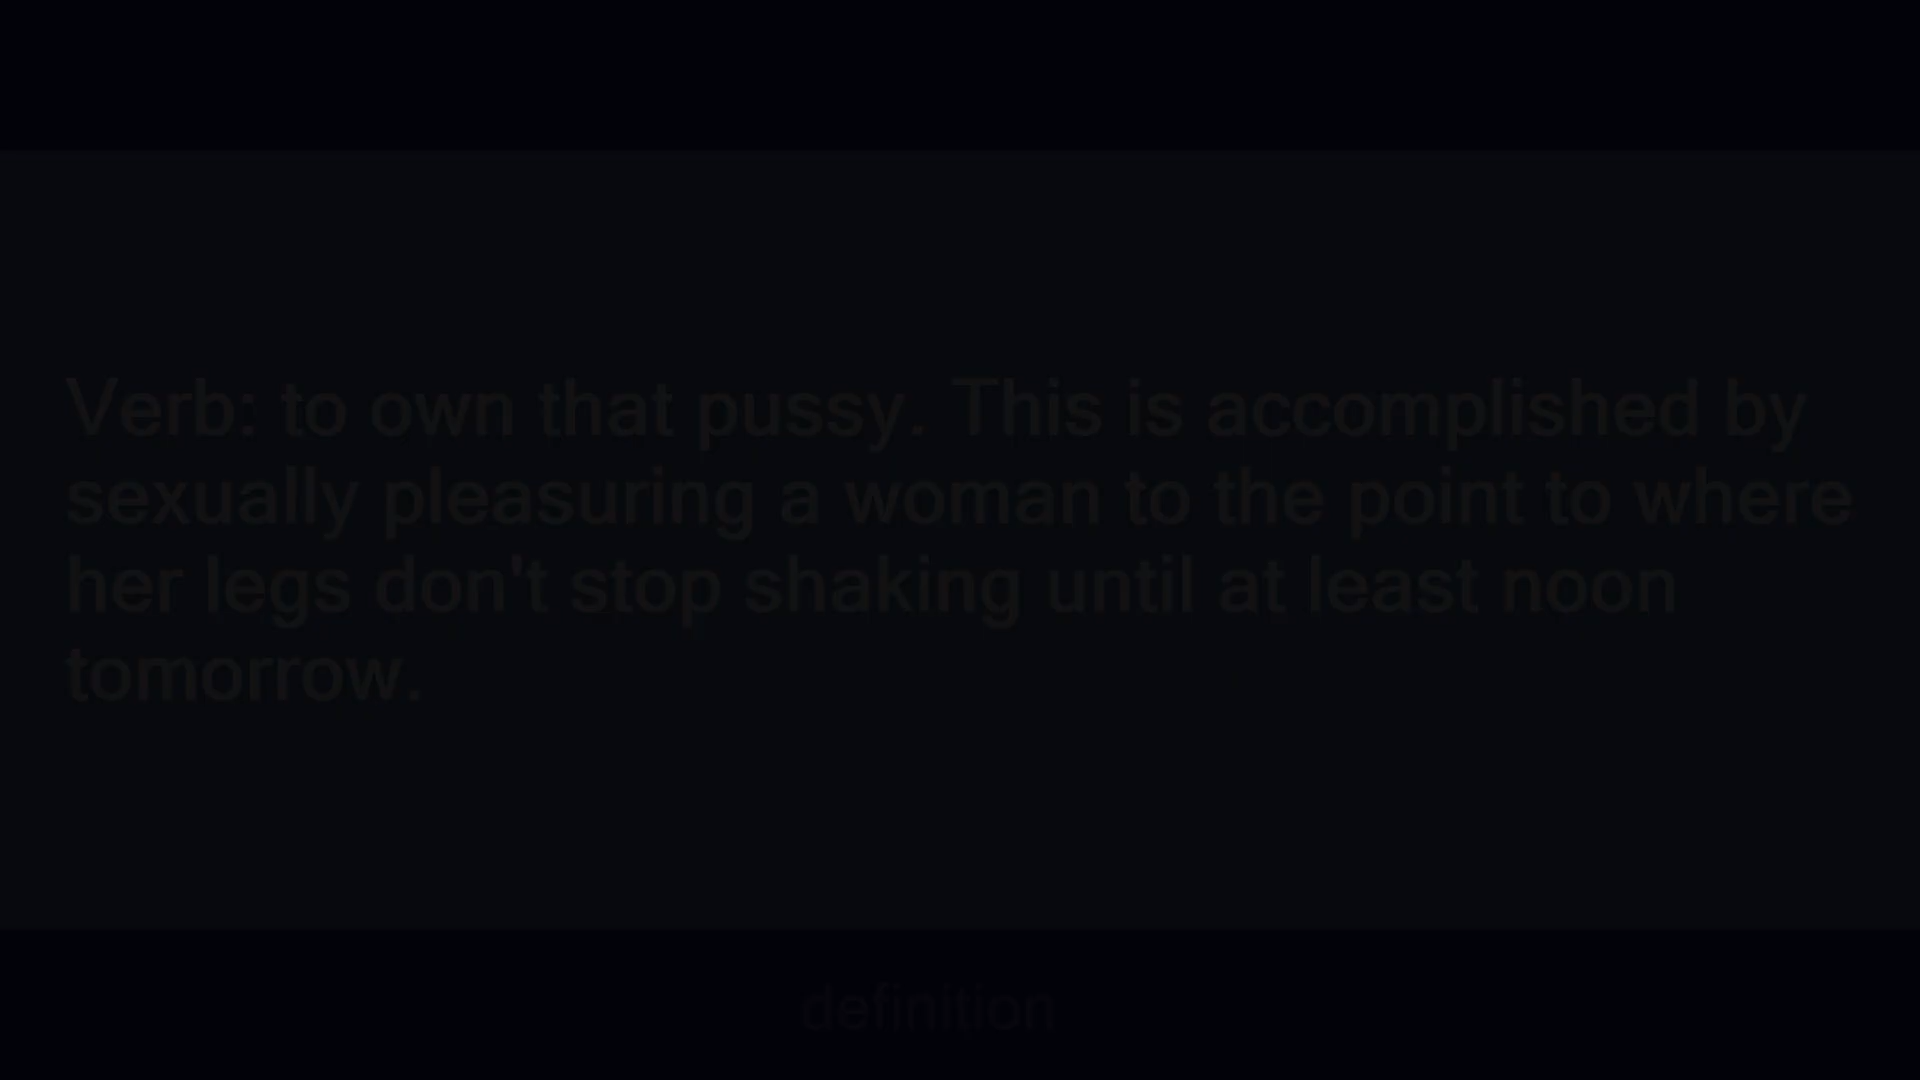 Verb: to own that pussy. This is accomplished by
sexually pleasuring a woman to the point to where
her legs don't stop shaking until at least noon
tomorrow.
definition